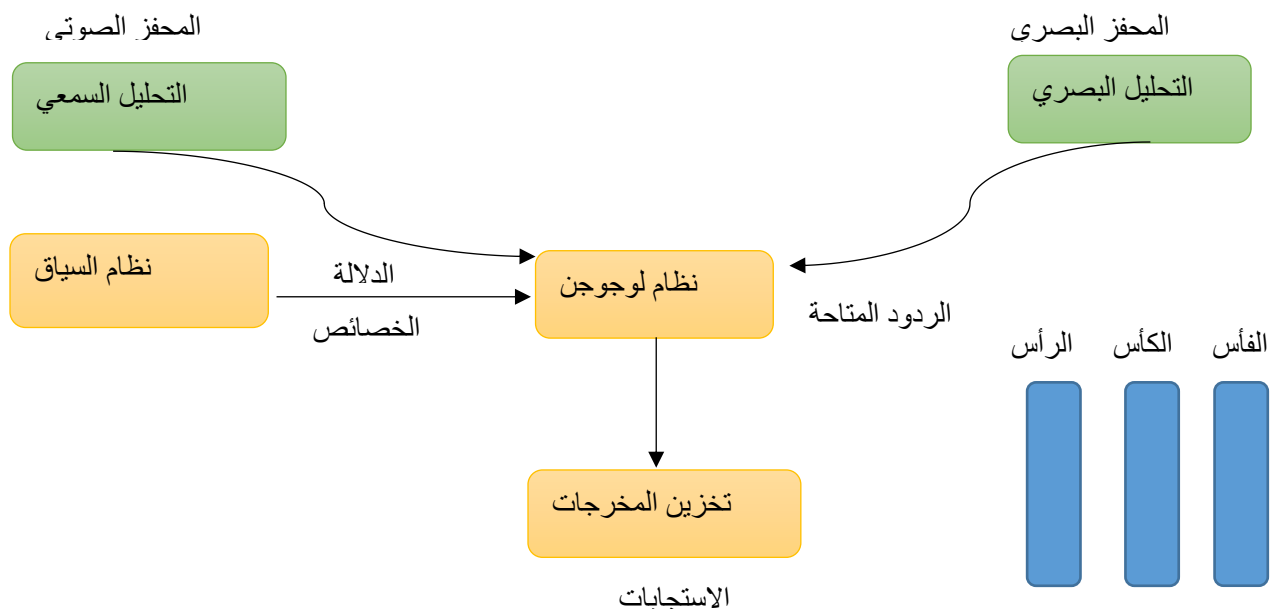 المحفز البصري
المحفز الصوتي
التحليل البصري
التحليل السمعي
نظام السياق
الدلالة
الخصائص
نظام لوجوجن
الردود المتاحة
الفأس
الكأس
الرأس
تخزين المخرجات
الاستجابات